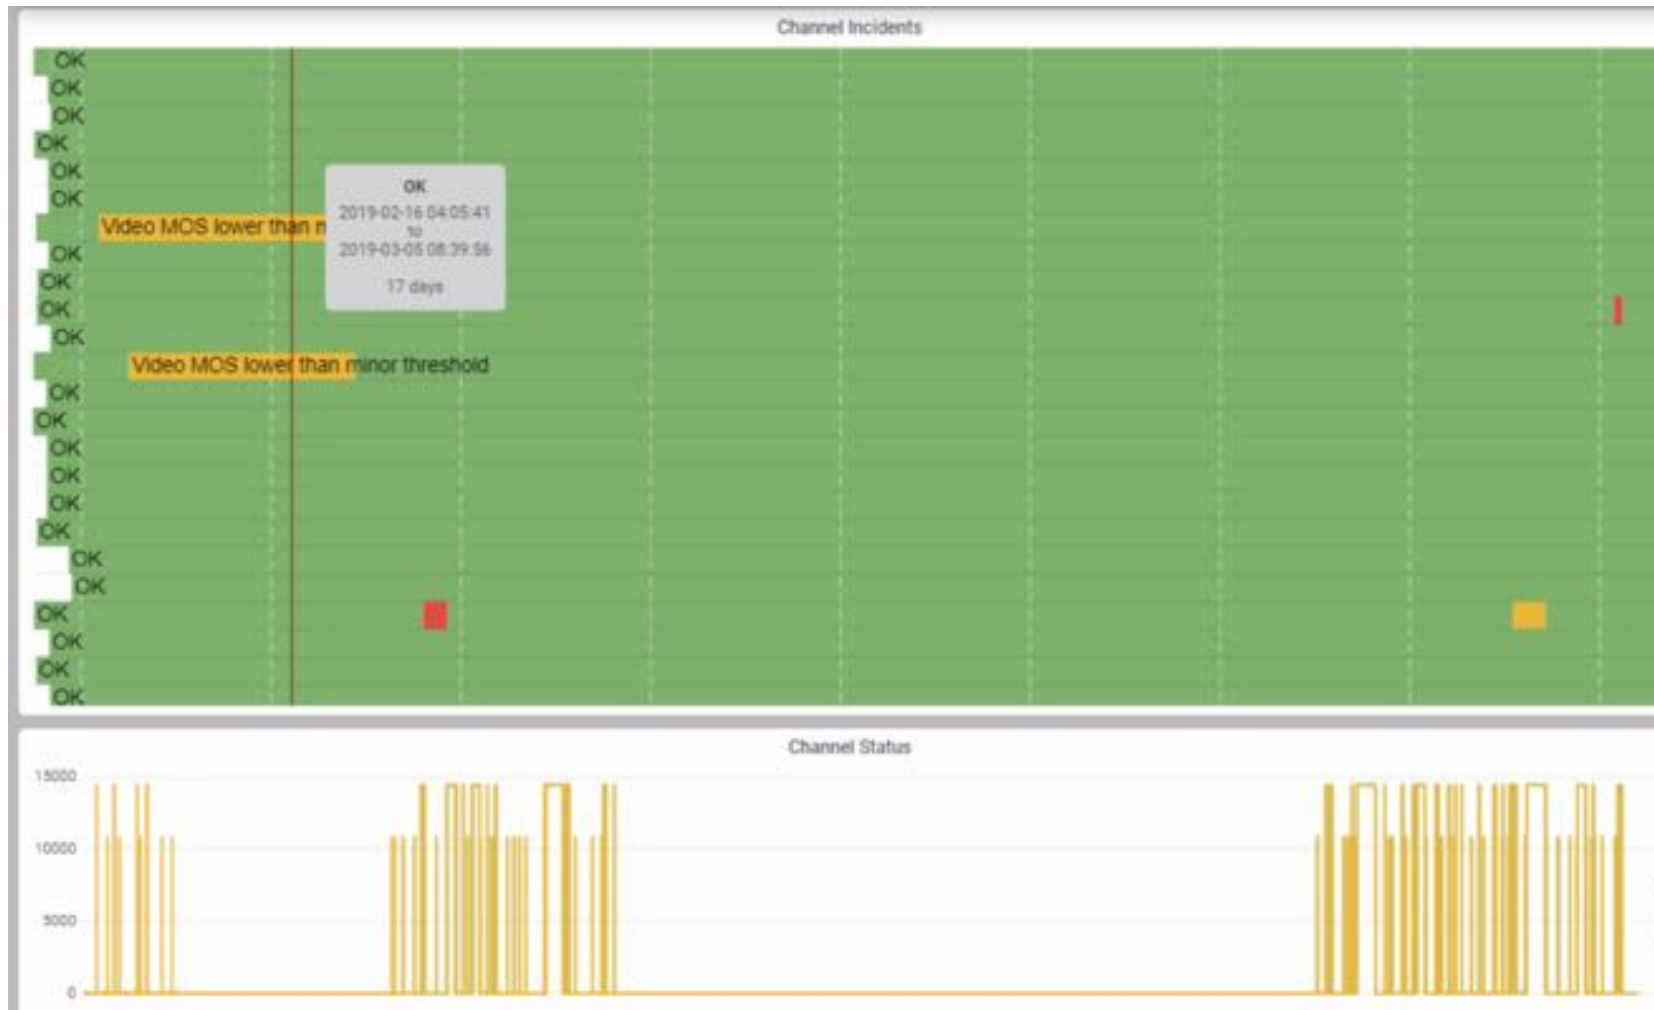 Channel Incidents
OK
OK
OK
OK
OK
OK
Video MOS lower than
OK
OK
OK
OK
Video MOS lower than minor threshold
OK
OK
OK
OK
OK
OK
OK
OK
OK
OK
OK
OK
OK
2019-02-16 04:05:41
to
2019-03-05 08:39:56
17 days
Channel Status
15000
10000
5000
0